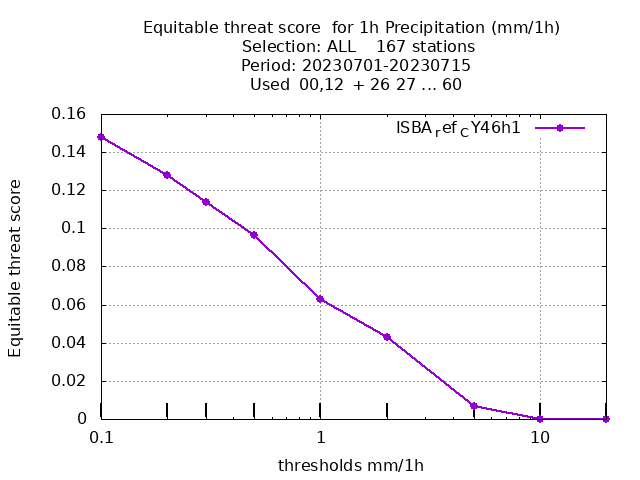 Equitable threat score for 1h Precipitation (mm/1h)
Selection: ALL 167 stations
Period: 20230701-20230715
Used 00,12 + 26 27 ... 60
ISBA_ref_CY46h1
Equitable threat score
0.16
0.14
0.12
0.1
0.08
0.06
0.04
0.02
0
0.1 1 10
thresholds mm/1h